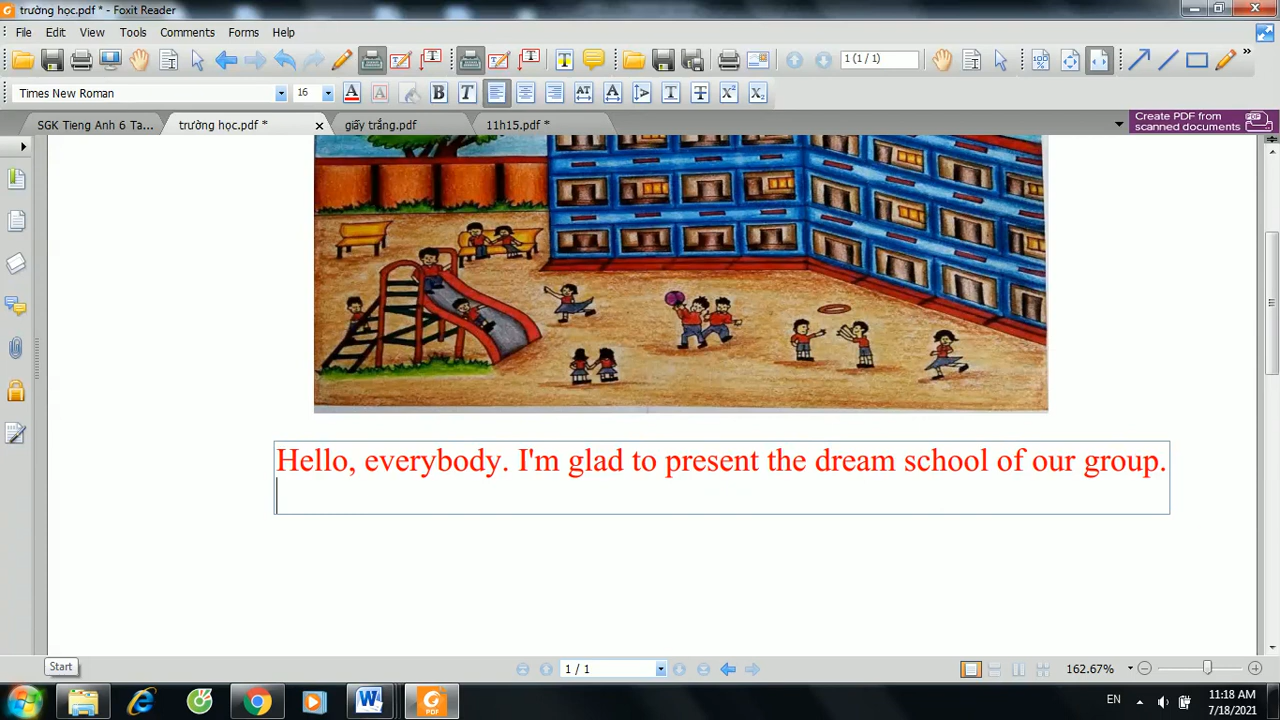 trường học.pdf * - Foxit Reader
File Edit View Tools Comments Forms Help
1 (1 / 1)
Times New Roman 16
SGK Tieng Anh 6 Ta... trường học.pdf * giấy trắng.pdf 11h15.pdf *
Create PDF from
scanned documents
Hello, everybody. I'm glad to present the dream school of our group.
Start
1 / 1
162.67%
EN
11:18 AM
7/18/2021